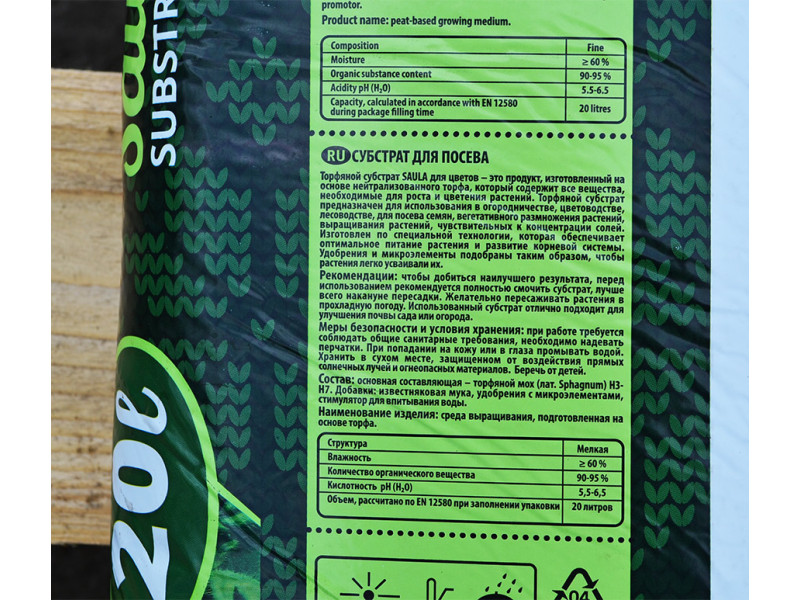 Sau
SUBSTR
20ℓ
promotor.
Product name: peat-based growing medium.
Composition Fine
Moisture ≥ 60 %
Organic substance content 90-95 %
Acidity pH (H₂O) 5.5-6.5
Capacity, calculated in accordance with EN 12580
during package filling time 20 litres
RU СУБСТРАТ ДЛЯ ПОСЕВА
Торфяной субстрат SAULA для цветов – это продукт, изготовленный на
основе нейтрализованного торфа, который содержит все вещества,
необходимые для роста и цветения растений. Торфяной субстрат
предназначен для использования в огородничестве, цветоводстве,
лесоводстве, для посева семян, вегетативного размножения растений,
выращивания растений, чувствительных к концентрации солей.
Изготовлен по специальной технологии, которая обеспечивает
оптимальное питание растения и развитие корневой системы.
Удобрения и микроэлементы подобраны таким образом, чтобы
растения легко усваивали их.
Рекомендации: чтобы добиться наилучшего результата, перед
использованием рекомендуется полностью смочить субстрат, лучше
всего накануне пересадки. Желательно пересаживать растения в
прохладную погоду. Использованный субстрат отлично подходит для
улучшения почвы сада или огорода.
Меры безопасности и условия хранения: при работе требуется
соблюдать общие санитарные требования, необходимо надевать
перчатки. При попадании на кожу или в глаза промывать водой.
Хранить в сухом месте, защищенном от воздействия прямых
солнечных лучей и огнеопасных материалов. Беречь от детей.
Состав: основная составляющая – торфяной мох (лат. Sphagnum) H3-
H7. Добавки: известняковая мука, удобрения с микроэлементами,
стимулятор для впитывания воды.
Наименование изделия: среда выращивания, подготовленная на
основе торфа.
Структура Мелкая
Влажность ≥ 60 %
Количество органического вещества 90-95 %
Кислотность pH (H₂O) 5,5-6,5
Объем, рассчитано по EN 12580 при заполнении упаковки 20 литров
04